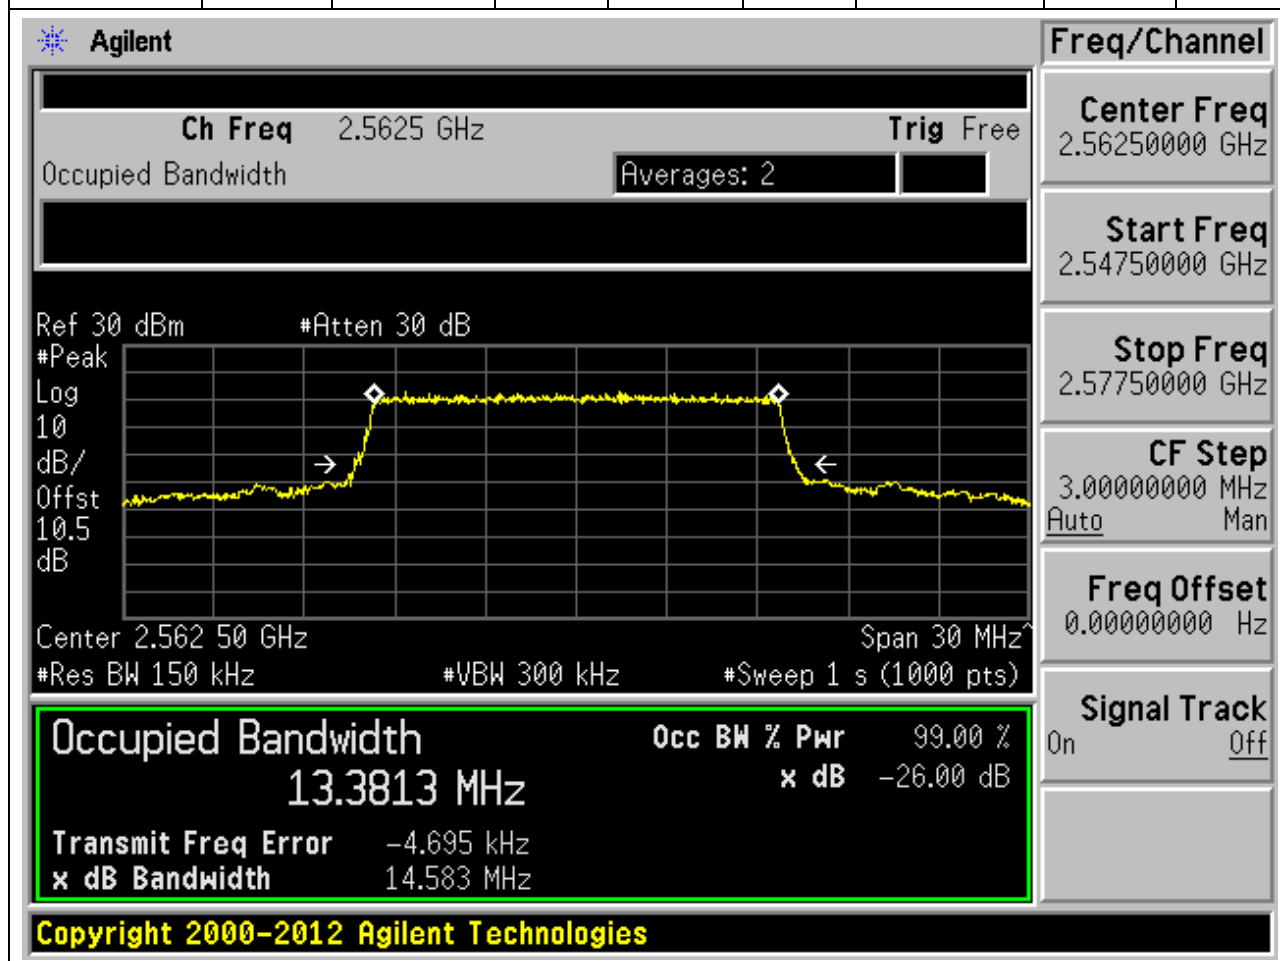 Agilent
Freq/Channel
Ch Freq 2.5625 GHz Trig Free
Occupied Bandwidth Averages: 2
Center Freq
2.56250000 GHz
Start Freq
2.54750000 GHz
Stop Freq
2.57750000 GHz
CF Step
3.00000000 MHz
Auto Man
Freq Offset
0.00000000 Hz
Signal Track
On Off
Ref 30 dBm #Atten 30 dB
#Peak
Log
10
dB/
Offst
10.5
dB
Center 2.562 50 GHz Span 30 MHz^
#Res BW 150 kHz #VBW 300 kHz #Sweep 1 s (1000 pts)
Occupied Bandwidth Occ BW % Pwr 99.00 %
13.3813 MHz x dB -26.00 dB
Transmit Freq Error -4.695 kHz
x dB Bandwidth 14.583 MHz
Copyright 2000-2012 Agilent Technologies